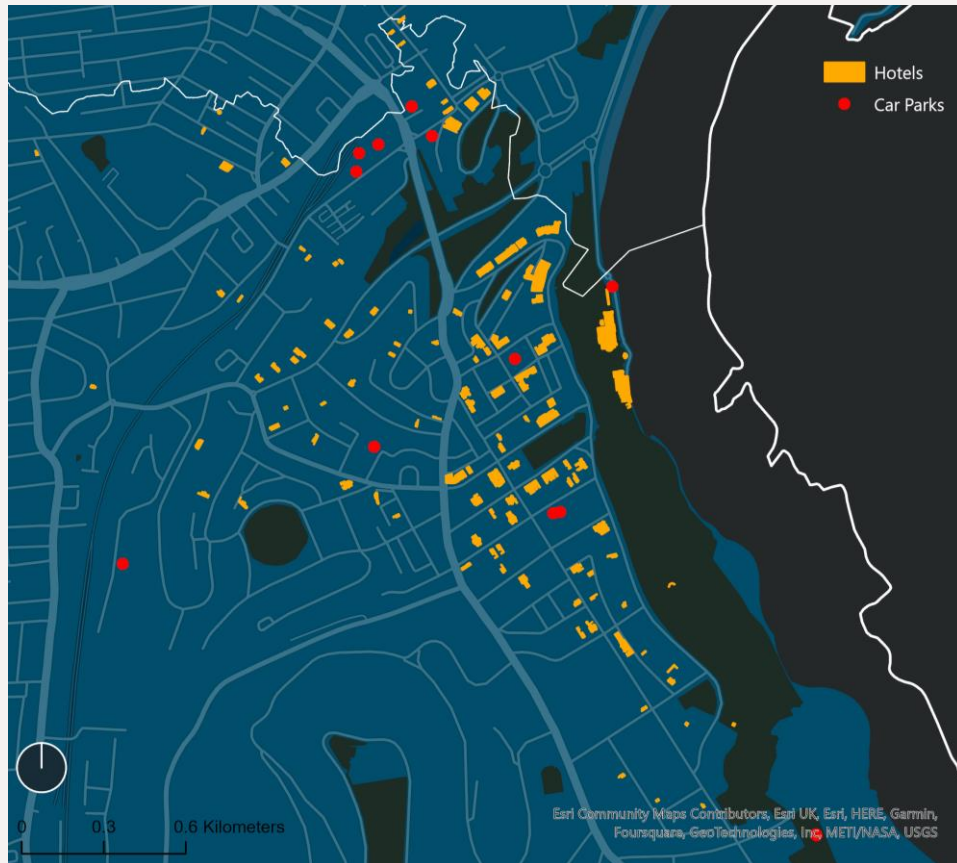 Hotels
Car Parks
0 0.3 0.6 Kilometers
Esri Community Maps Contributors, Esri UK, Esri, HERE, Garmin,
Foursquare, GeoTechnologies, Inc, METI/NASA, USGS